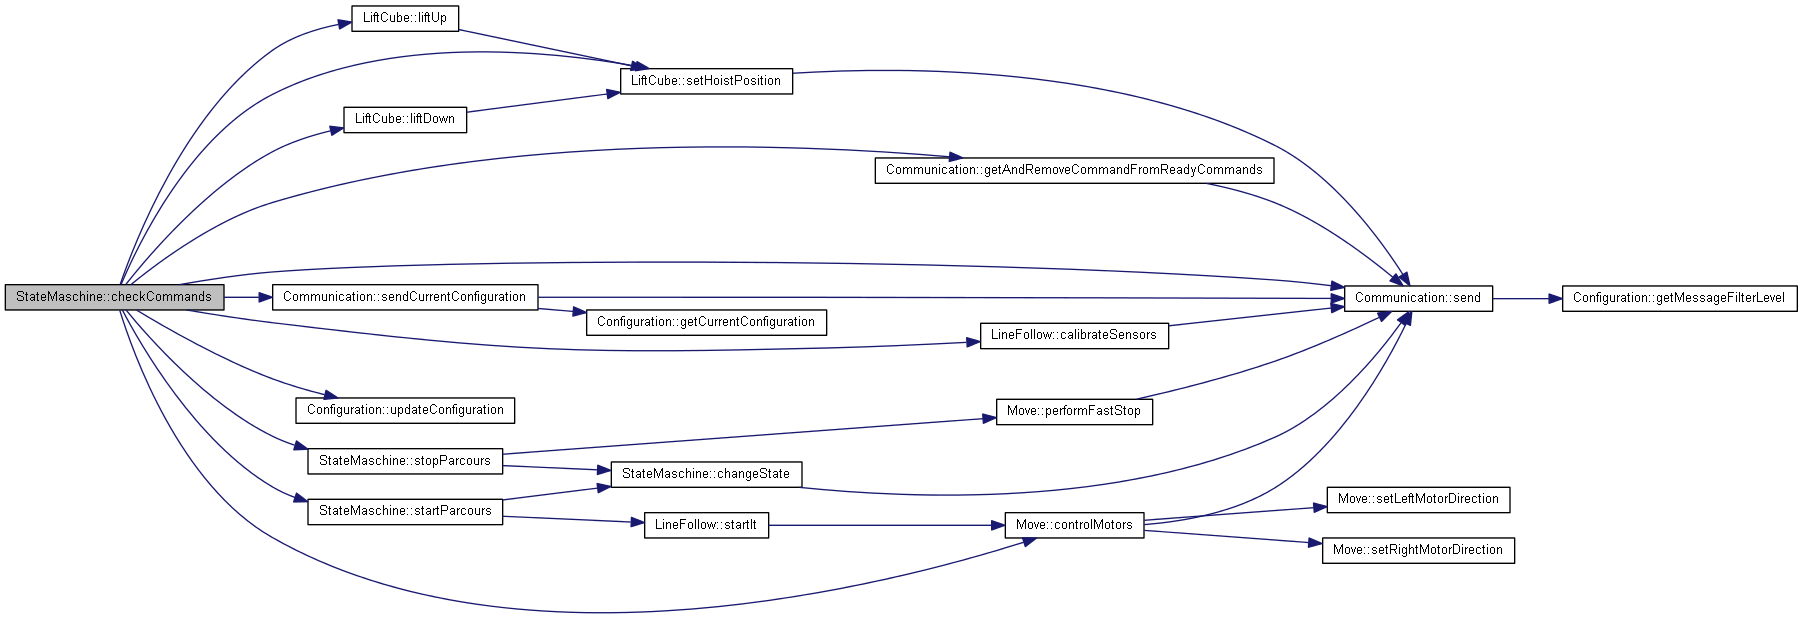 LiftCube::liftUp
LiftCube::setHoistPosition
LiftCube::liftDown
Communication::getAndRemoveCommandFromReadyCommands
StateMaschine::checkCommands
Communication::sendCurrentConfiguration
Communication::send
Configuration::getMessageFilterLevel
Configuration::getCurrentConfiguration
LineFollow::calibrateSensors
Configuration::updateConfiguration
Move::performFastStop
StateMaschine::stopParcours
StateMaschine::changeState
Move::setLeftMotorDirection
StateMaschine::startParcours
LineFollow::startIt
Move::controlMotors
Move::setRightMotorDirection